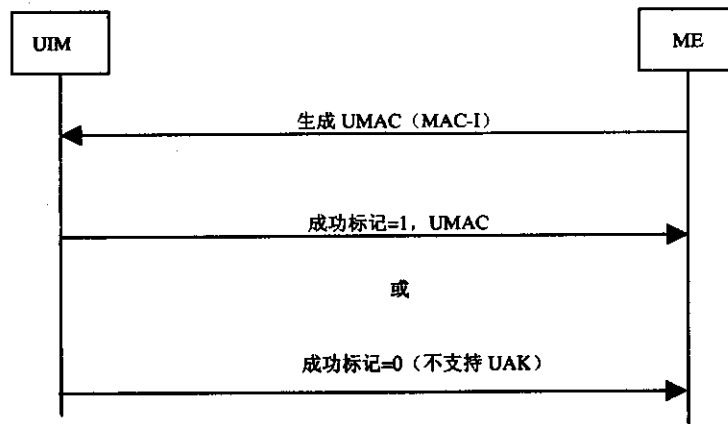 UIM
ME
生成 UMAC（MAC-I）
成功标记=1，UMAC
或
成功标记=0（不支持 UAK）